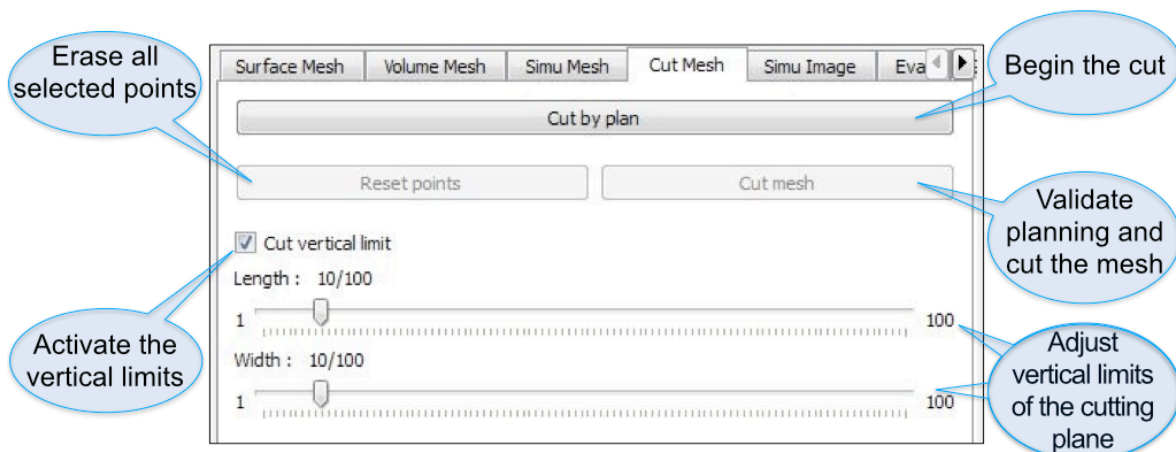 Erase all
selected points
Surface Mesh Volume Mesh Simu Mesh Cut Mesh Simu Image Eva
Begin the cut
Cut by plan
Reset points Cut mesh
Validate
planning and
cut the mesh
Cut vertical limit
Length : 10/100
1 100
Activate the
vertical limits
Width : 10/100
1 100
Adjust
vertical limits
of the cutting
plane